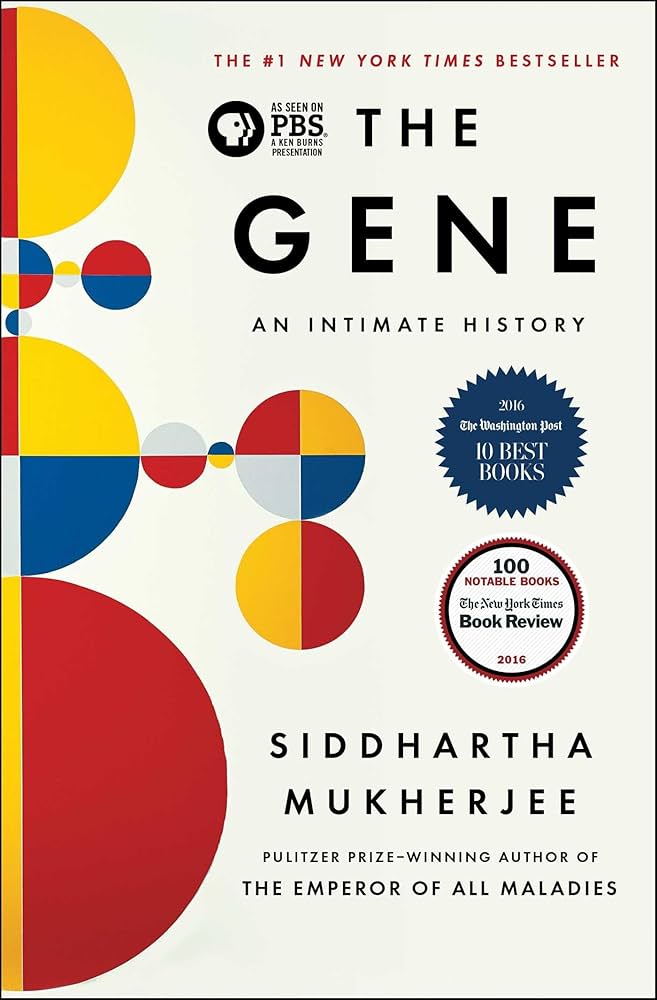 THE #1 NEW YORK TIMES BESTSELLER
AS SEEN ON
PBS®
A KEN BURNS
PRESENTATION
THE
GENE
AN INTIMATE HISTORY
2016
The Washington Post
10 BEST
BOOKS
100
NOTABLE BOOKS
The New York Times
Book Review
2016
SIDDHARTHA
MUKHERJEE
PULITZER PRIZE–WINNING AUTHOR OF
THE EMPEROR OF ALL MALADIES